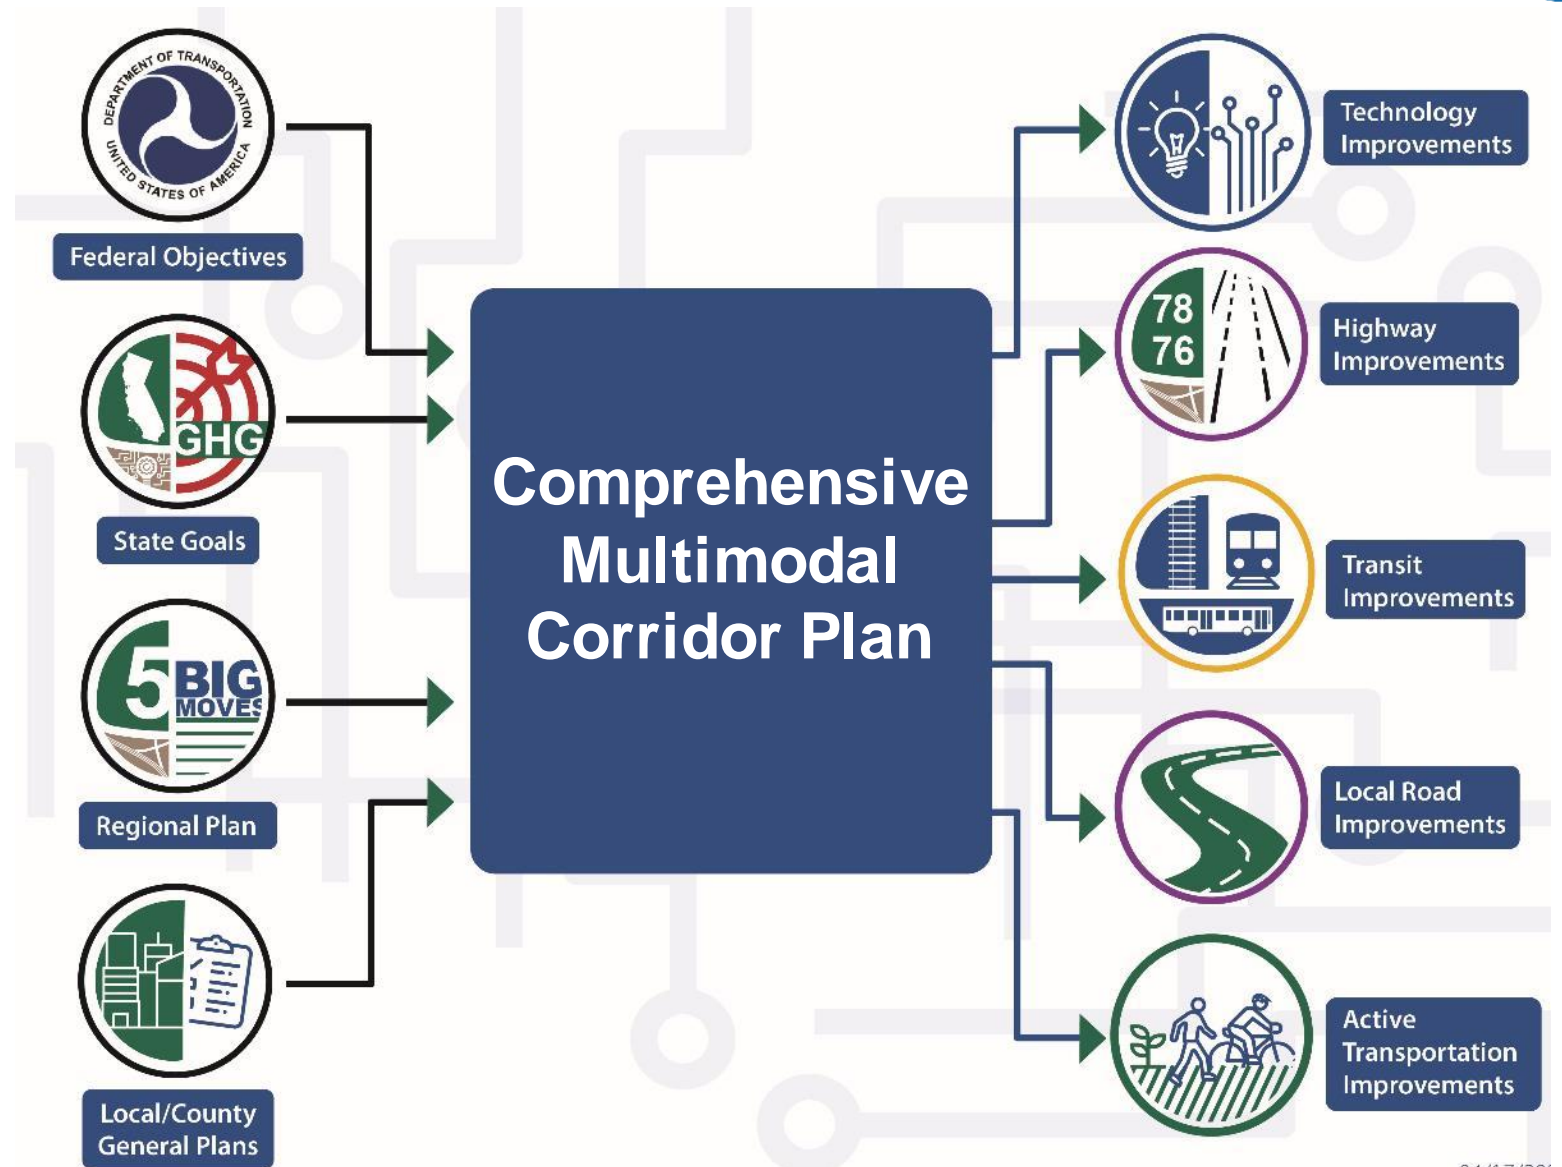 DEPARTMENT OF TRANSPORTATION
UNITED STATES OF AMERICA
Federal Objectives
GHG
State Goals
5 BIG
MOVES
Regional Plan
Local/County
General Plans
Comprehensive
Multimodal
Corridor Plan
Technology
Improvements
78
76
Highway
Improvements
Transit
Improvements
Local Road
Improvements
Active
Transportation
Improvements